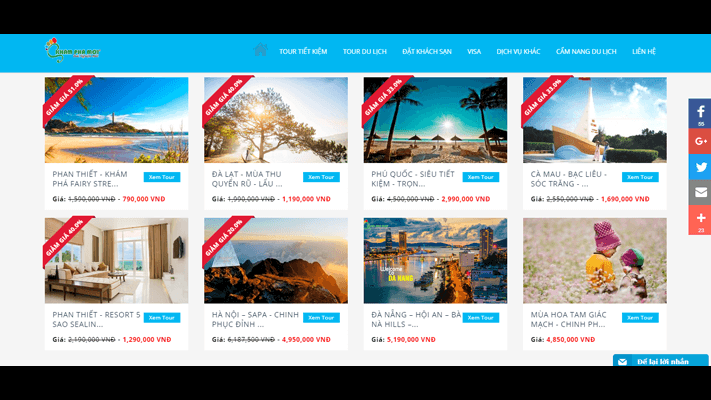 TOUR TIẾT KIỆM TOUR DU LỊCH ĐẶT KHÁCH SẠN VISA DỊCH VỤ KHÁC CẨM NANG DU LỊCH LIÊN HỆ
GIẢM GIÁ 51.0% GIẢM GIÁ 40.0% GIẢM GIÁ 33.0% GIẢM GIÁ 33.0%
PHAN THIẾT - KHÁM PHÁ FAIRY STRE...
Xem Tour
Giá: 1,590,000 VNĐ - 790,000 VNĐ
ĐÀ LẠT - MÙA THU QUYẾN RŨ - LẨU ...
Xem Tour
Giá: 1,990,000 VNĐ - 1,190,000 VNĐ
PHÚ QUỐC - SIÊU TIẾT KIỆM - TRỌN...
Xem Tour
Giá: 4,500,000 VNĐ - 2,990,000 VNĐ
CÀ MAU - BẠC LIÊU - SÓC TRĂNG - ...
Xem Tour
Giá: 2,550,000 VNĐ - 1,690,000 VNĐ
55
G+
23
GIẢM GIÁ 40.0% GIẢM GIÁ 20.0%
Welcome
ĐÀ NẴNG
PHAN THIẾT - RESORT 5 SAO SEALIN...
Xem Tour
Giá: 2,190,000 VNĐ - 1,290,000 VNĐ
HÀ NỘI – SAPA - CHINH PHỤC ĐỈNH ...
Xem Tour
Giá: 6,187,500 VNĐ - 4,950,000 VNĐ
ĐÀ NẴNG – HỘI AN – BÀ NÀ HILLS –...
Xem Tour
Giá: 5,190,000 VNĐ
MÙA HOA TAM GIÁC MẠCH - CHINH PH...
Xem Tour
Giá: 4,850,000 VNĐ
Để lại lời nhắn